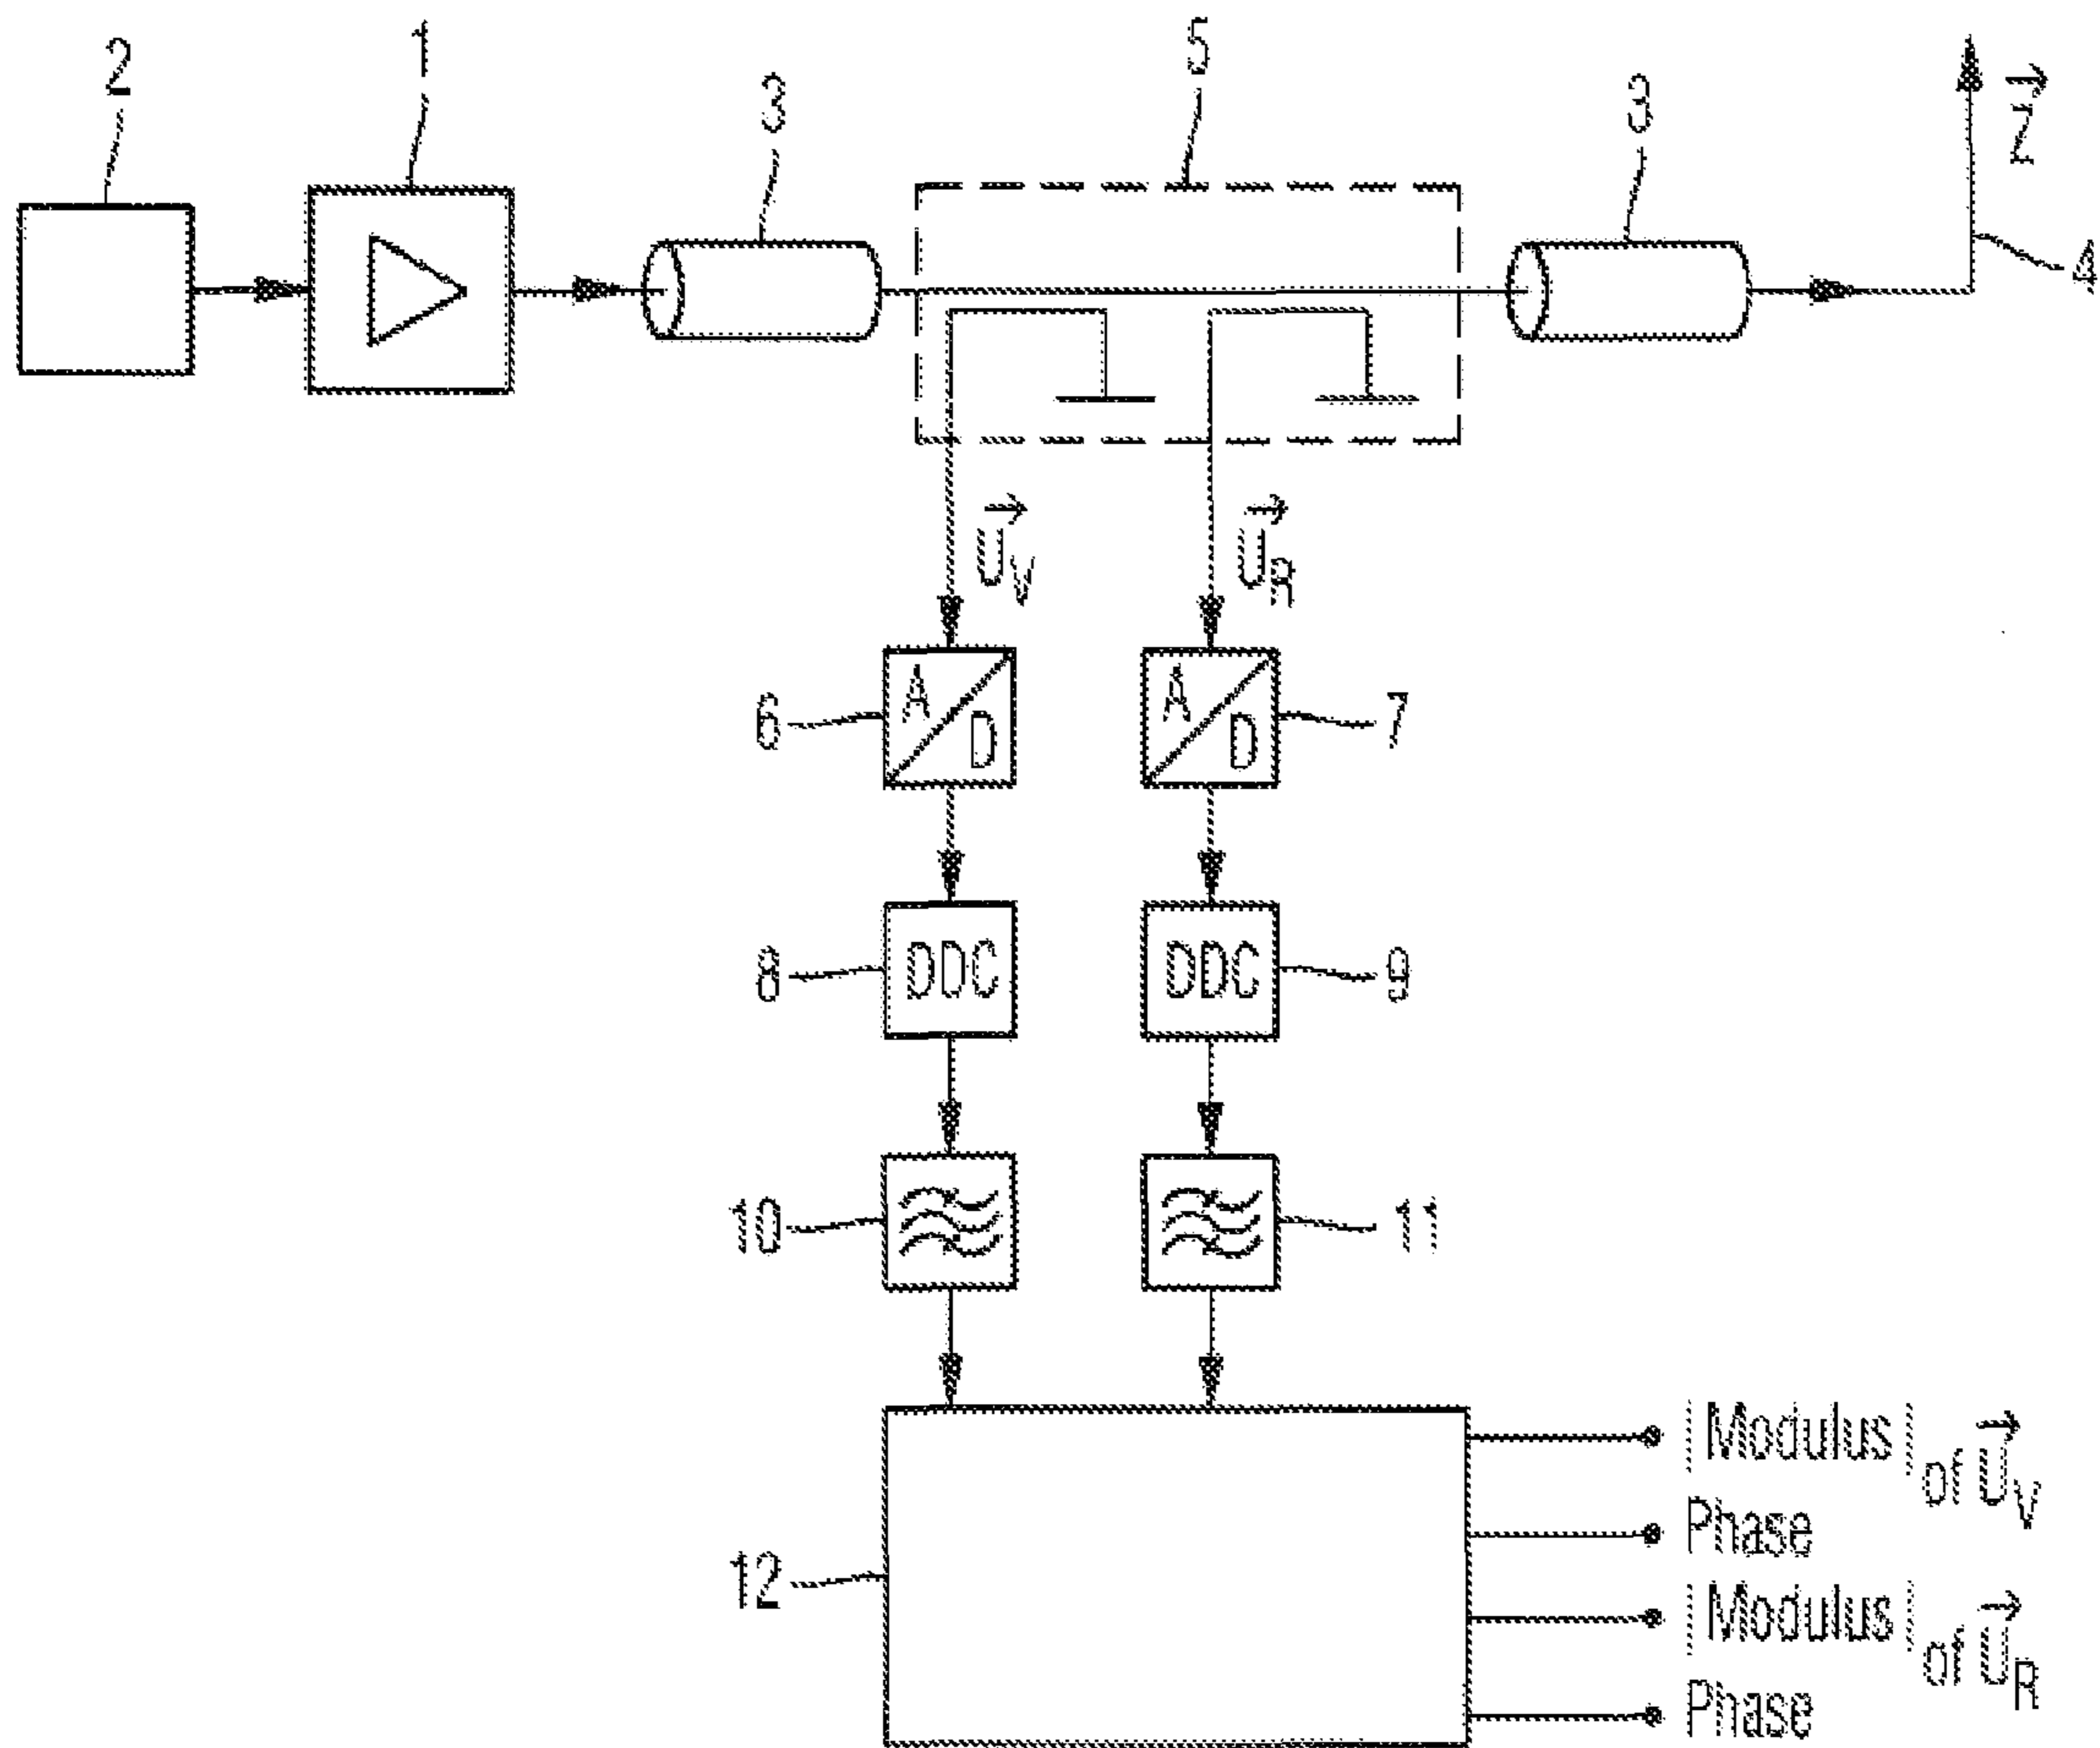 2
1
3
5
3
Z
4
U_V
U_R
6
A
D
A
D
7
8
DDC
DDC
9
10
11
12
|Modulus| of U_V
Phase
|Modulus| of U_R
Phase